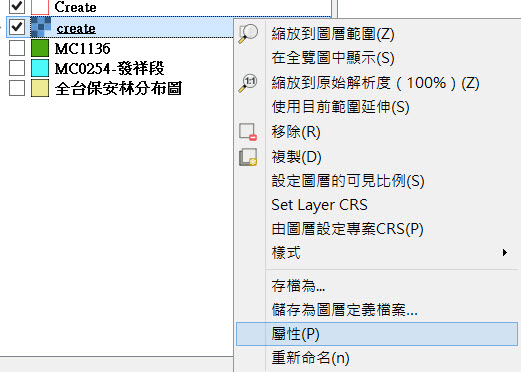 Create
create
MC1136
MC0254-發祥段
全台保安林分布圖
縮放到圖層範圍(Z)
在全覽圖中顯示(S)
1:1
縮放到原始解析度（100%）(Z)
使用目前範圍延伸(S)
移除(R)
複製(D)
設定圖層的可見比例(S)
Set Layer CRS
由圖層設定專案CRS(P)
樣式
存檔為...
儲存為圖層定義檔案...
屬性(P)
重新命名(n)